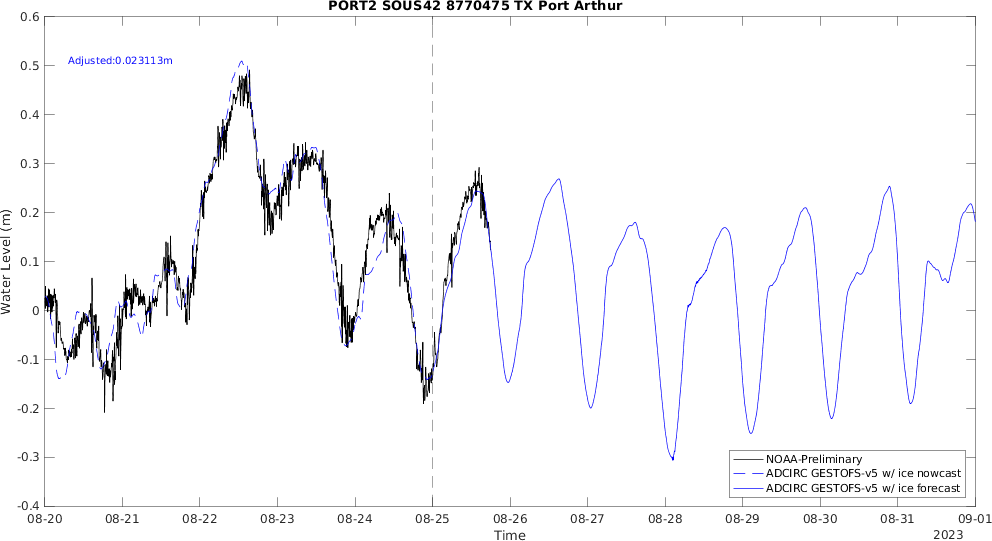 PORT2 SOUS42 8770475 TX Port Arthur
Adjusted:0.023113m
Water Level (m)
0.6
0.5
0.4
0.3
0.2
0.1
0
-0.1
-0.2
-0.3
-0.4
NOAA-Preliminary
ADCIRC GESTOFS-v5 w/ ice nowcast
ADCIRC GESTOFS-v5 w/ ice forecast
08-20 08-21 08-22 08-23 08-24 08-25 08-26 08-27 08-28 08-29 08-30 08-31 09-01
Time
2023